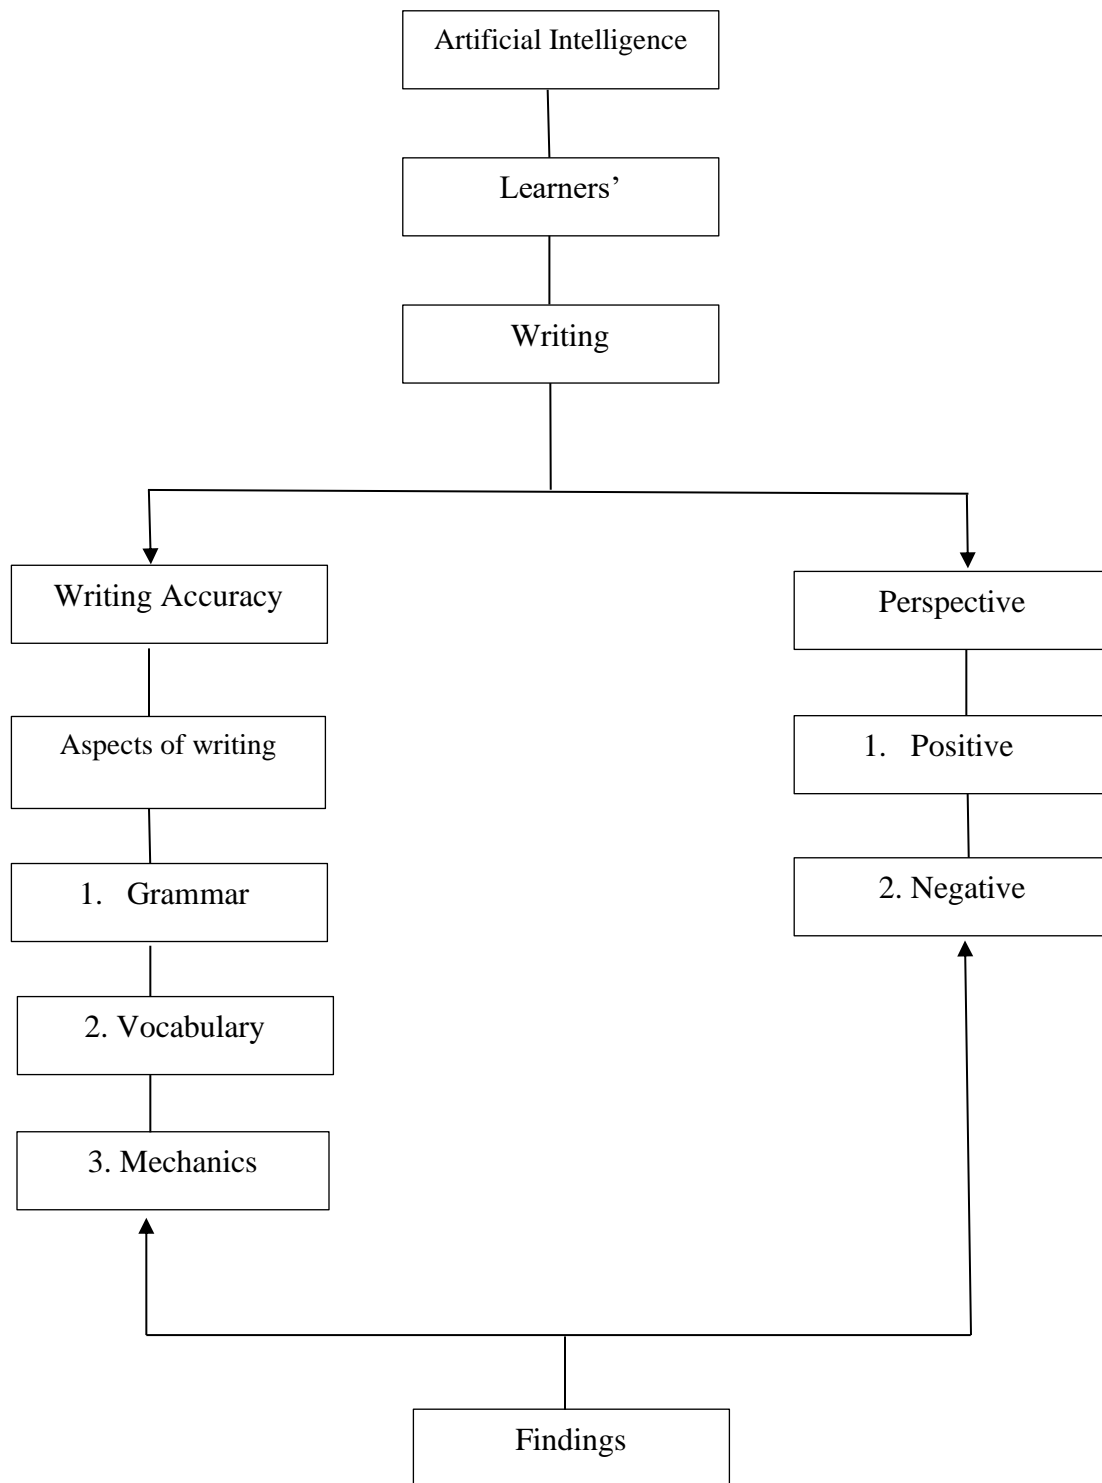 Artificial Intelligence
Learners’
Writing
Writing Accuracy
Aspects of writing
1. Grammar
2. Vocabulary
3. Mechanics
Perspective
1. Positive
2. Negative
Findings